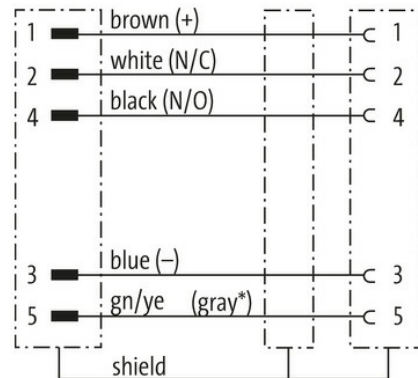 1 brown (+) 1
2 white (N/C) 2
4 black (N/O) 4
3 blue (–) 3
5 gn/ye (gray*) 5
shield